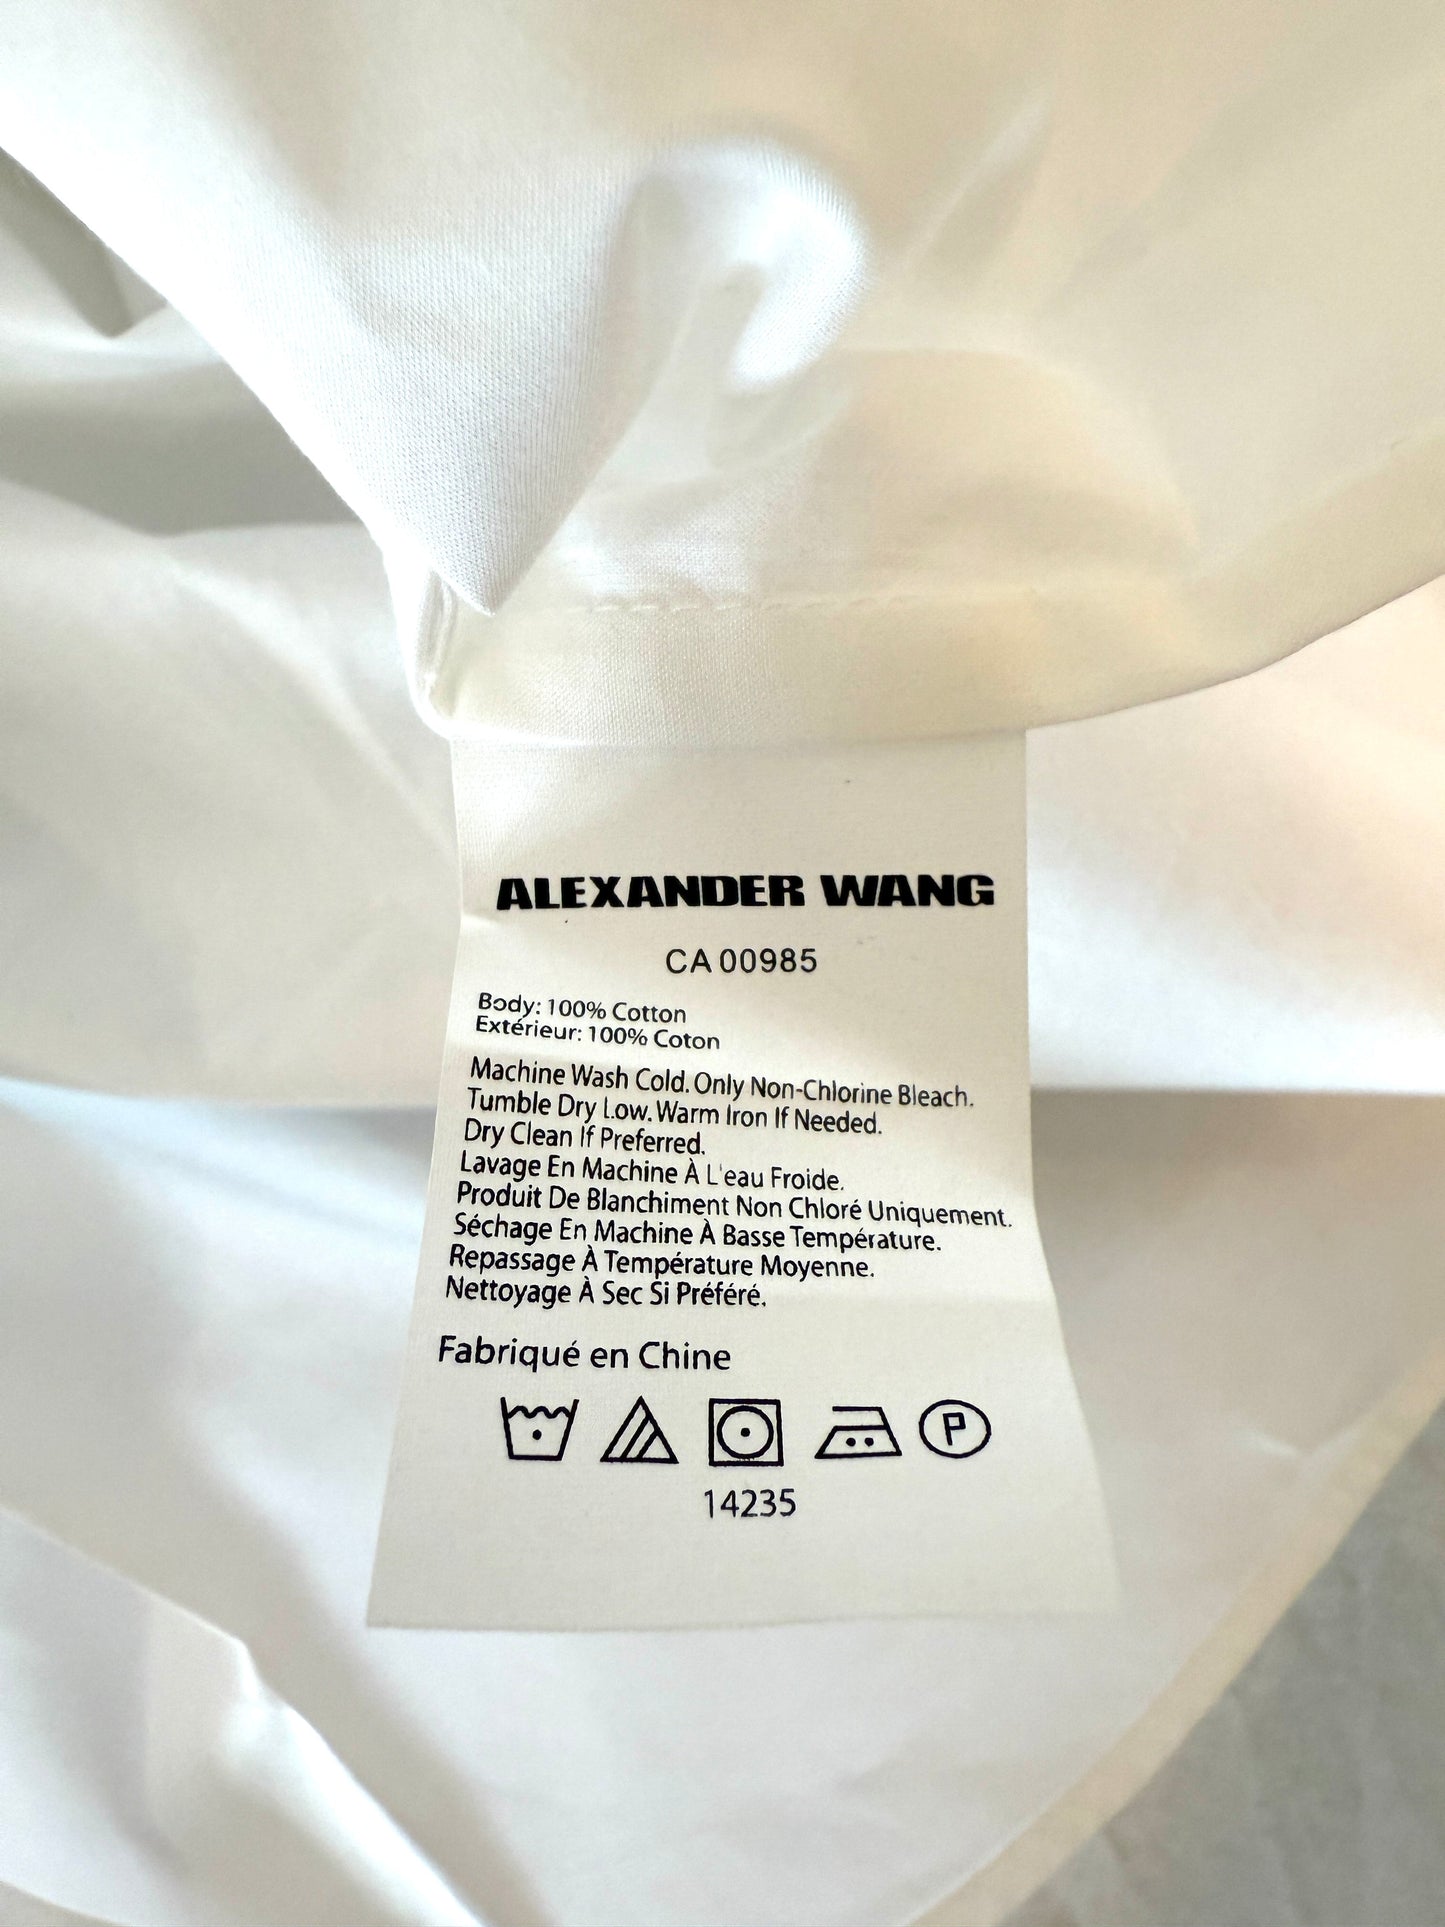 ALEXANDER WANG
CA 00985
Body: 100% Cotton
Extérieur: 100% Coton
Machine Wash Cold. Only Non-Chlorine Bleach.
Tumble Dry Low. Warm Iron If Needed.
Dry Clean If Preferred.
Lavage En Machine À L'eau Froide.
Produit De Blanchiment Non Chloré Uniquement.
Séchage En Machine À Basse Température.
Repassage À Température Moyenne.
Nettoyage À Sec Si Préféré.
Fabriqué en Chine
P
14235